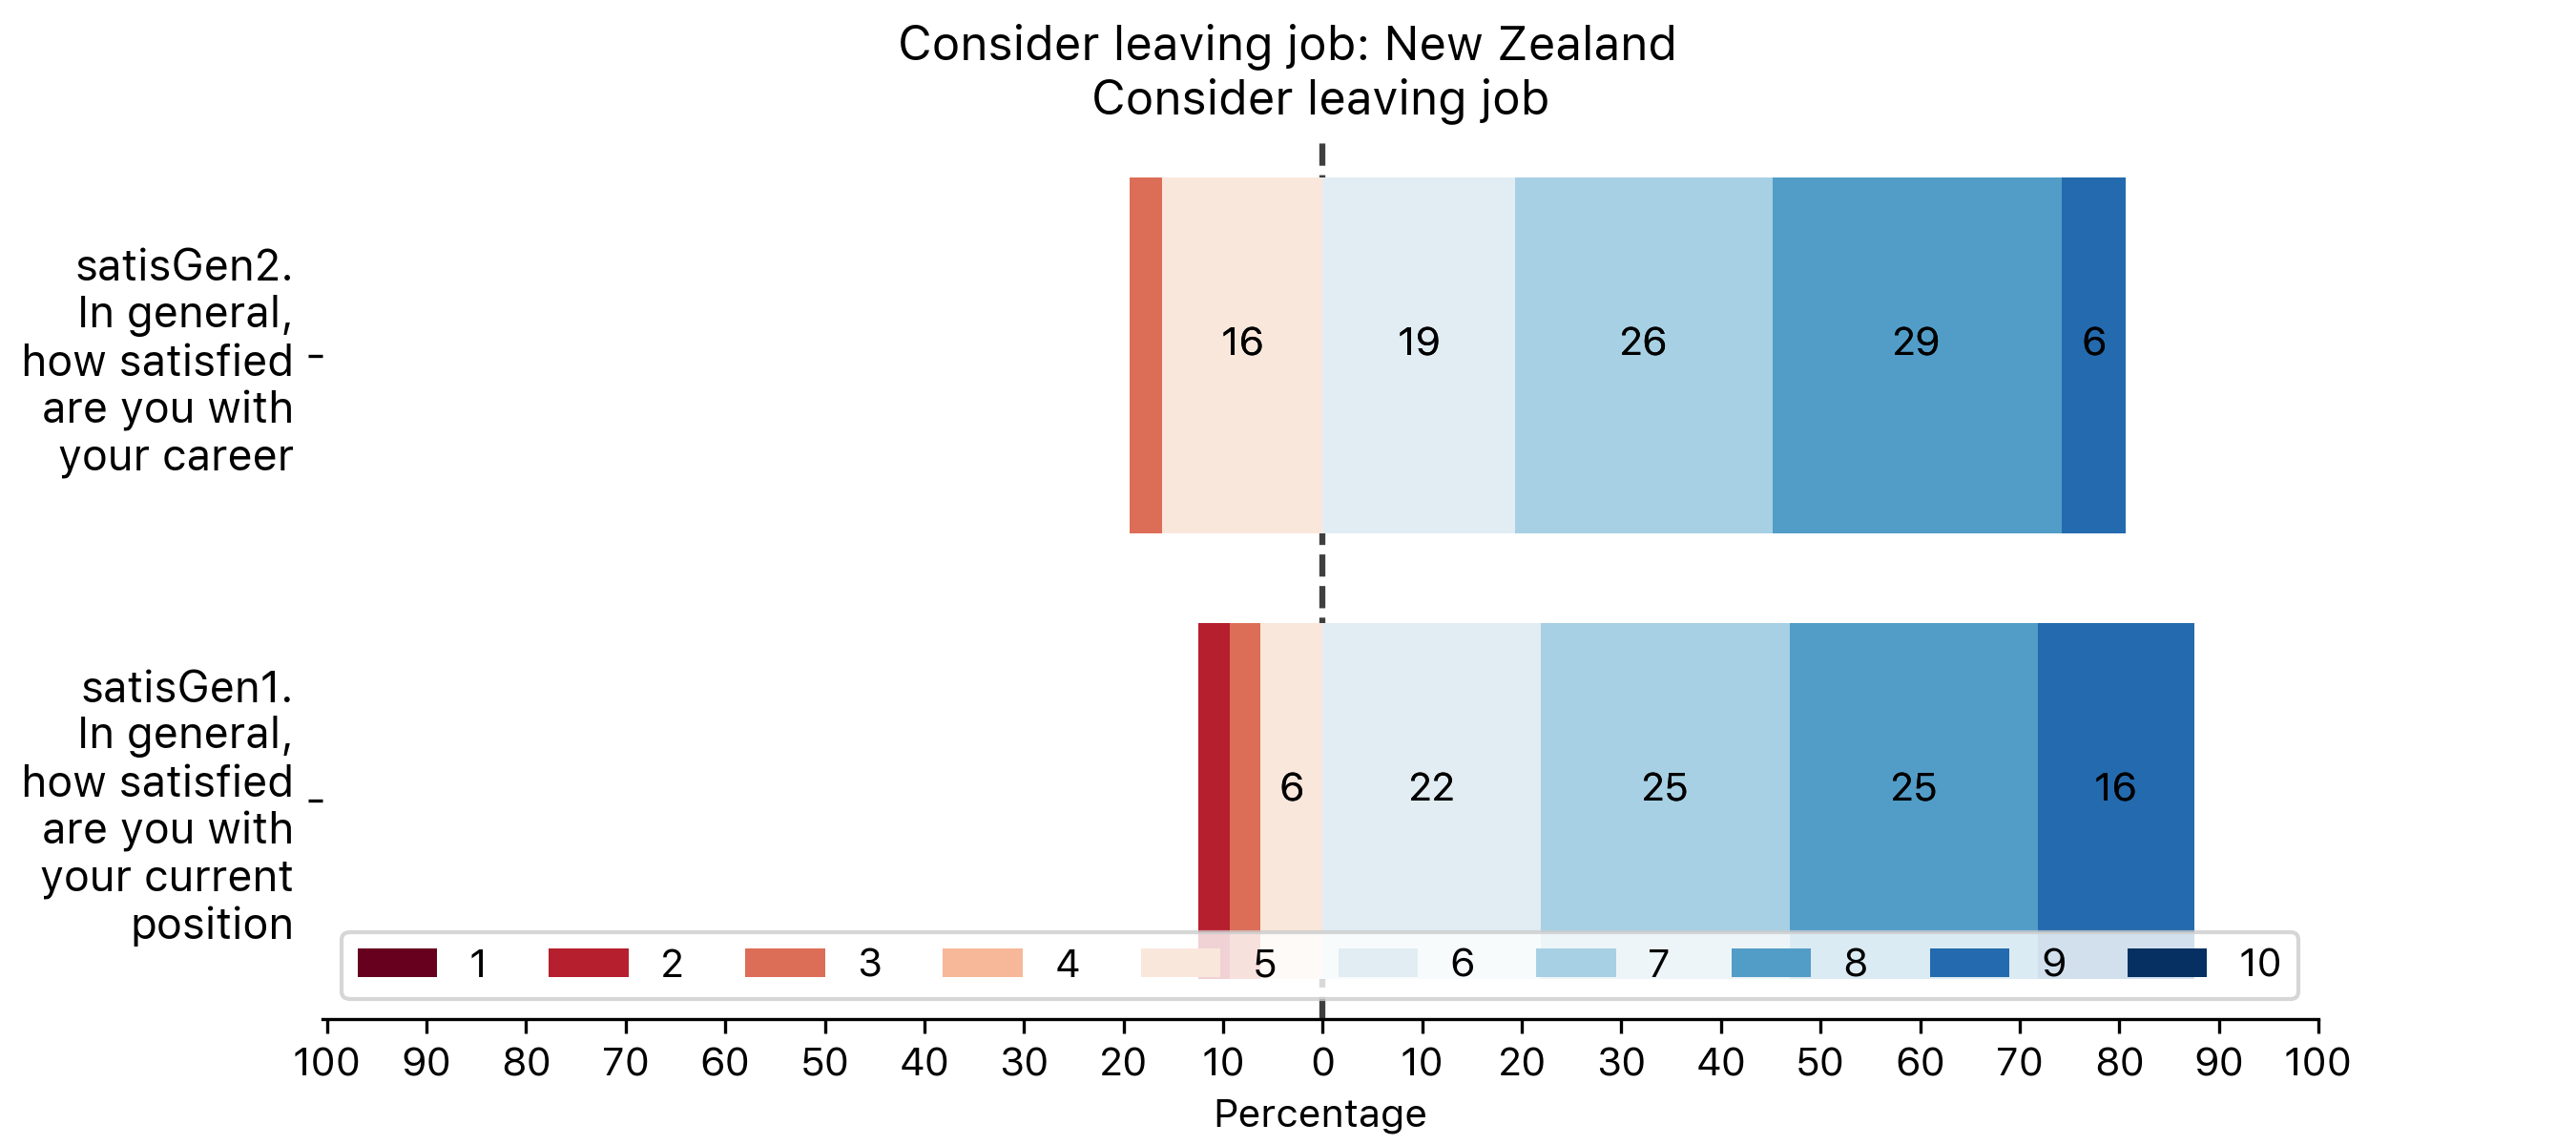 Consider leaving job: New Zealand
Consider leaving job
satisGen2.
In general,
how satisfied
are you with
your career
16 19 26 29 6
satisGen1.
In general,
how satisfied
are you with
your current
position
6 22 25 25 16
1 2 3 4 5 6 7 8 9 10
100 90 80 70 60 50 40 30 20 10 0 10 20 30 40 50 60 70 80 90 100
Percentage